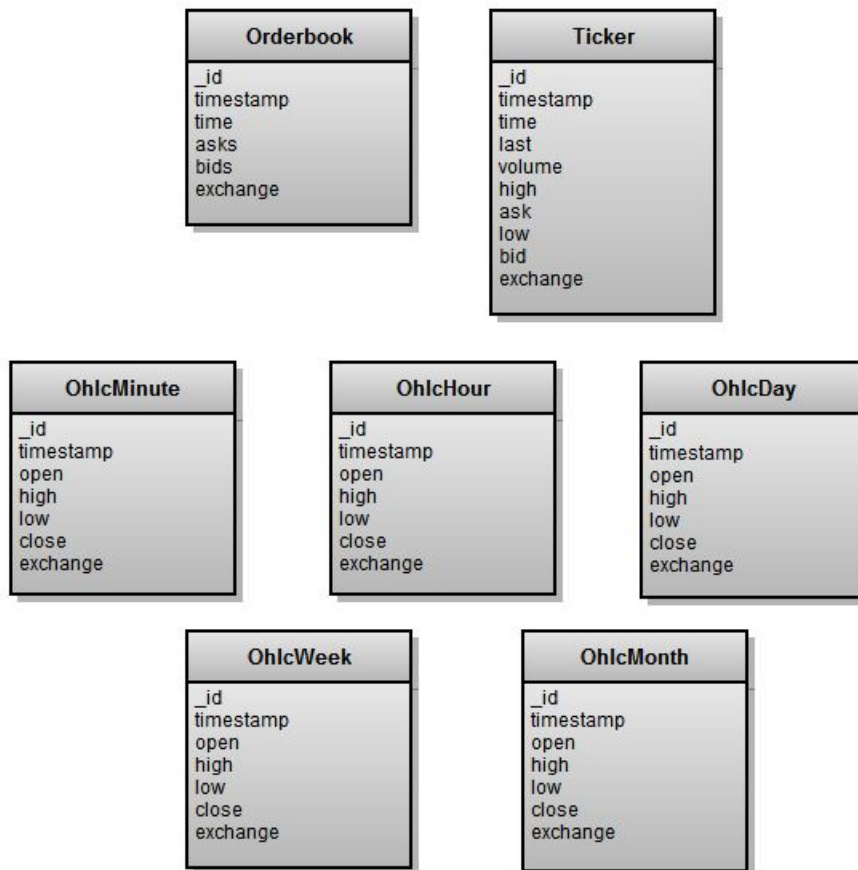 Orderbook
_id
timestamp
time
asks
bids
exchange
Ticker
_id
timestamp
time
last
volume
high
ask
low
bid
exchange
OhlcMinute
_id
timestamp
open
high
low
close
exchange
OhlcHour
_id
timestamp
open
high
low
close
exchange
OhlcDay
_id
timestamp
open
high
low
close
exchange
OhlcWeek
_id
timestamp
open
high
low
close
exchange
OhlcMonth
_id
timestamp
open
high
low
close
exchange